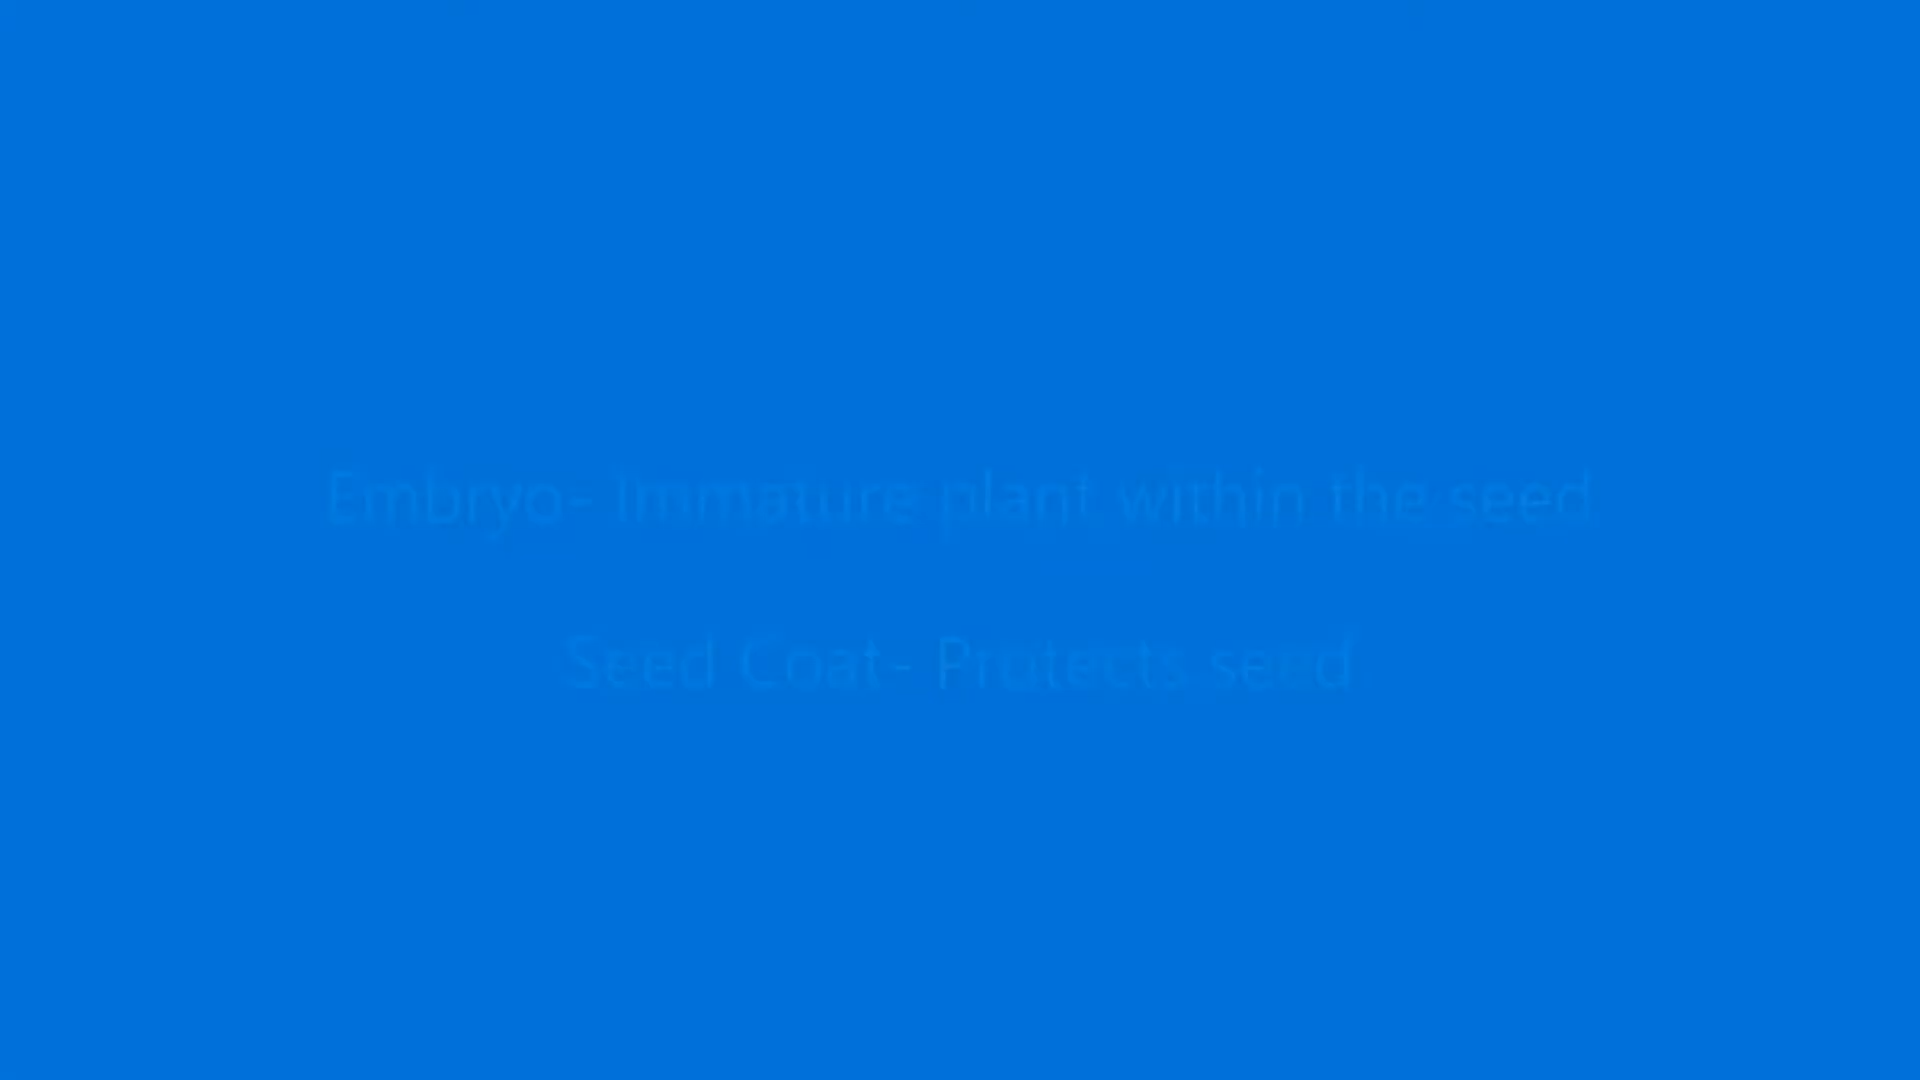 Embryo- Immature plant within the seed
Seed Coat- Protects seed